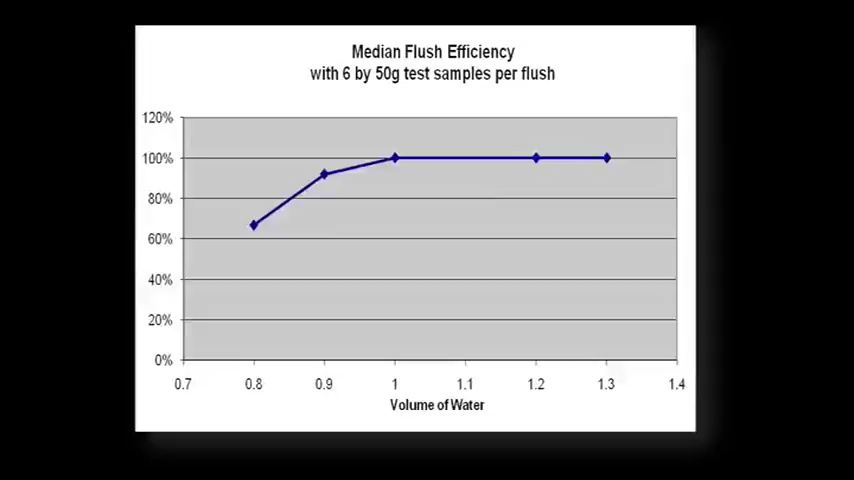 Median Flush Efficiency
with 6 by 50g test samples per flush
120%
100%
80%
60%
40%
20%
0%
0.7 0.8 0.9 1 1.1 1.2 1.3 1.4
Volume of Water